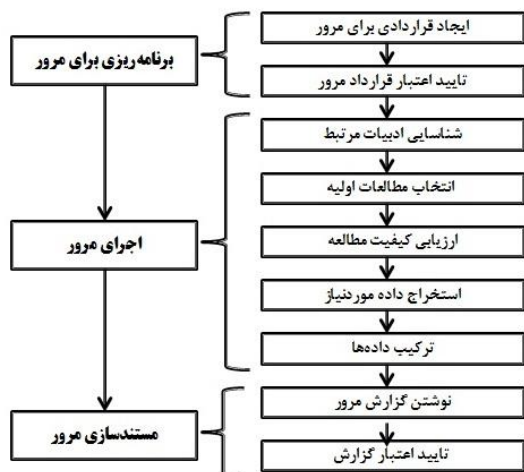 ایجاد قراردادی برای مرور
برنامه‌ریزی برای مرور
تایید اعتبار قرارداد مرور
شناسایی ادبیات مرتبط
انتخاب مطالعات اولیه
اجرای مرور
ارزیابی کیفیت مطالعه
استخراج داده موردنیاز
ترکیب داده‌ها
نوشتن گزارش مرور
مستندسازی مرور
تایید اعتبار گزارش